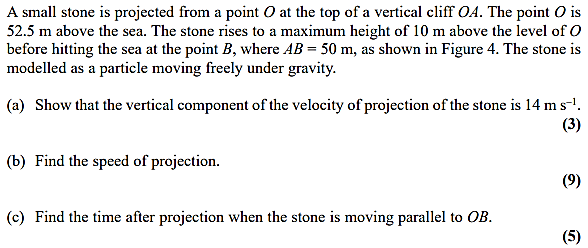 A small stone is projected from a point O at the top of a vertical cliff OA. The point O is
52.5 m above the sea. The stone rises to a maximum height of 10 m above the level of O
before hitting the sea at the point B, where AB = 50 m, as shown in Figure 4. The stone is
modelled as a particle moving freely under gravity.
(a) Show that the vertical component of the velocity of projection of the stone is 14 m s⁻¹.
(3)
(b) Find the speed of projection.
(9)
(c) Find the time after projection when the stone is moving parallel to OB.
(5)